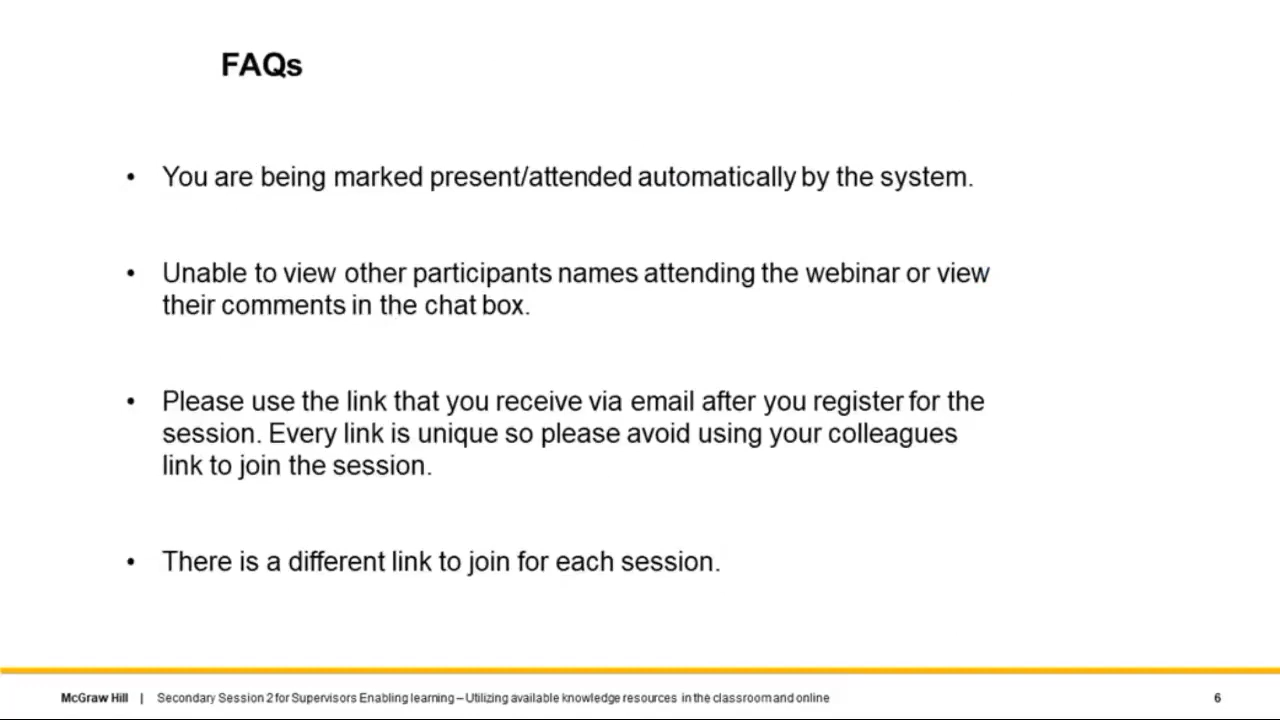 FAQs
• You are being marked present/attended automatically by the system.
• Unable to view other participants names attending the webinar or view
their comments in the chat box.
• Please use the link that you receive via email after you register for the
session. Every link is unique so please avoid using your colleagues
link to join the session.
• There is a different link to join for each session.
McGraw Hill | Secondary Session 2 for Supervisors Enabling learning – Utilizing available knowledge resources in the classroom and online 6